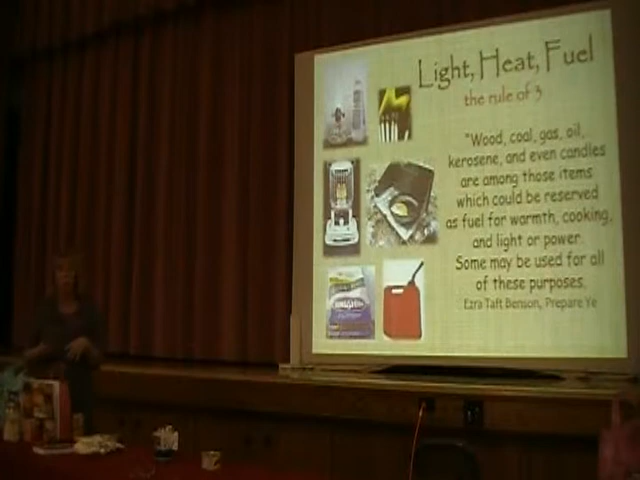 Light, Heat, Fuel
the rule of 3
"Wood, coal, gas, oil,
kerosene, and even candles
are among those items
which could be reserved
as fuel for warmth, cooking,
and light or power.
Some may be used for all
of these purposes.
Ezra Taft Benson, Prepare Ye